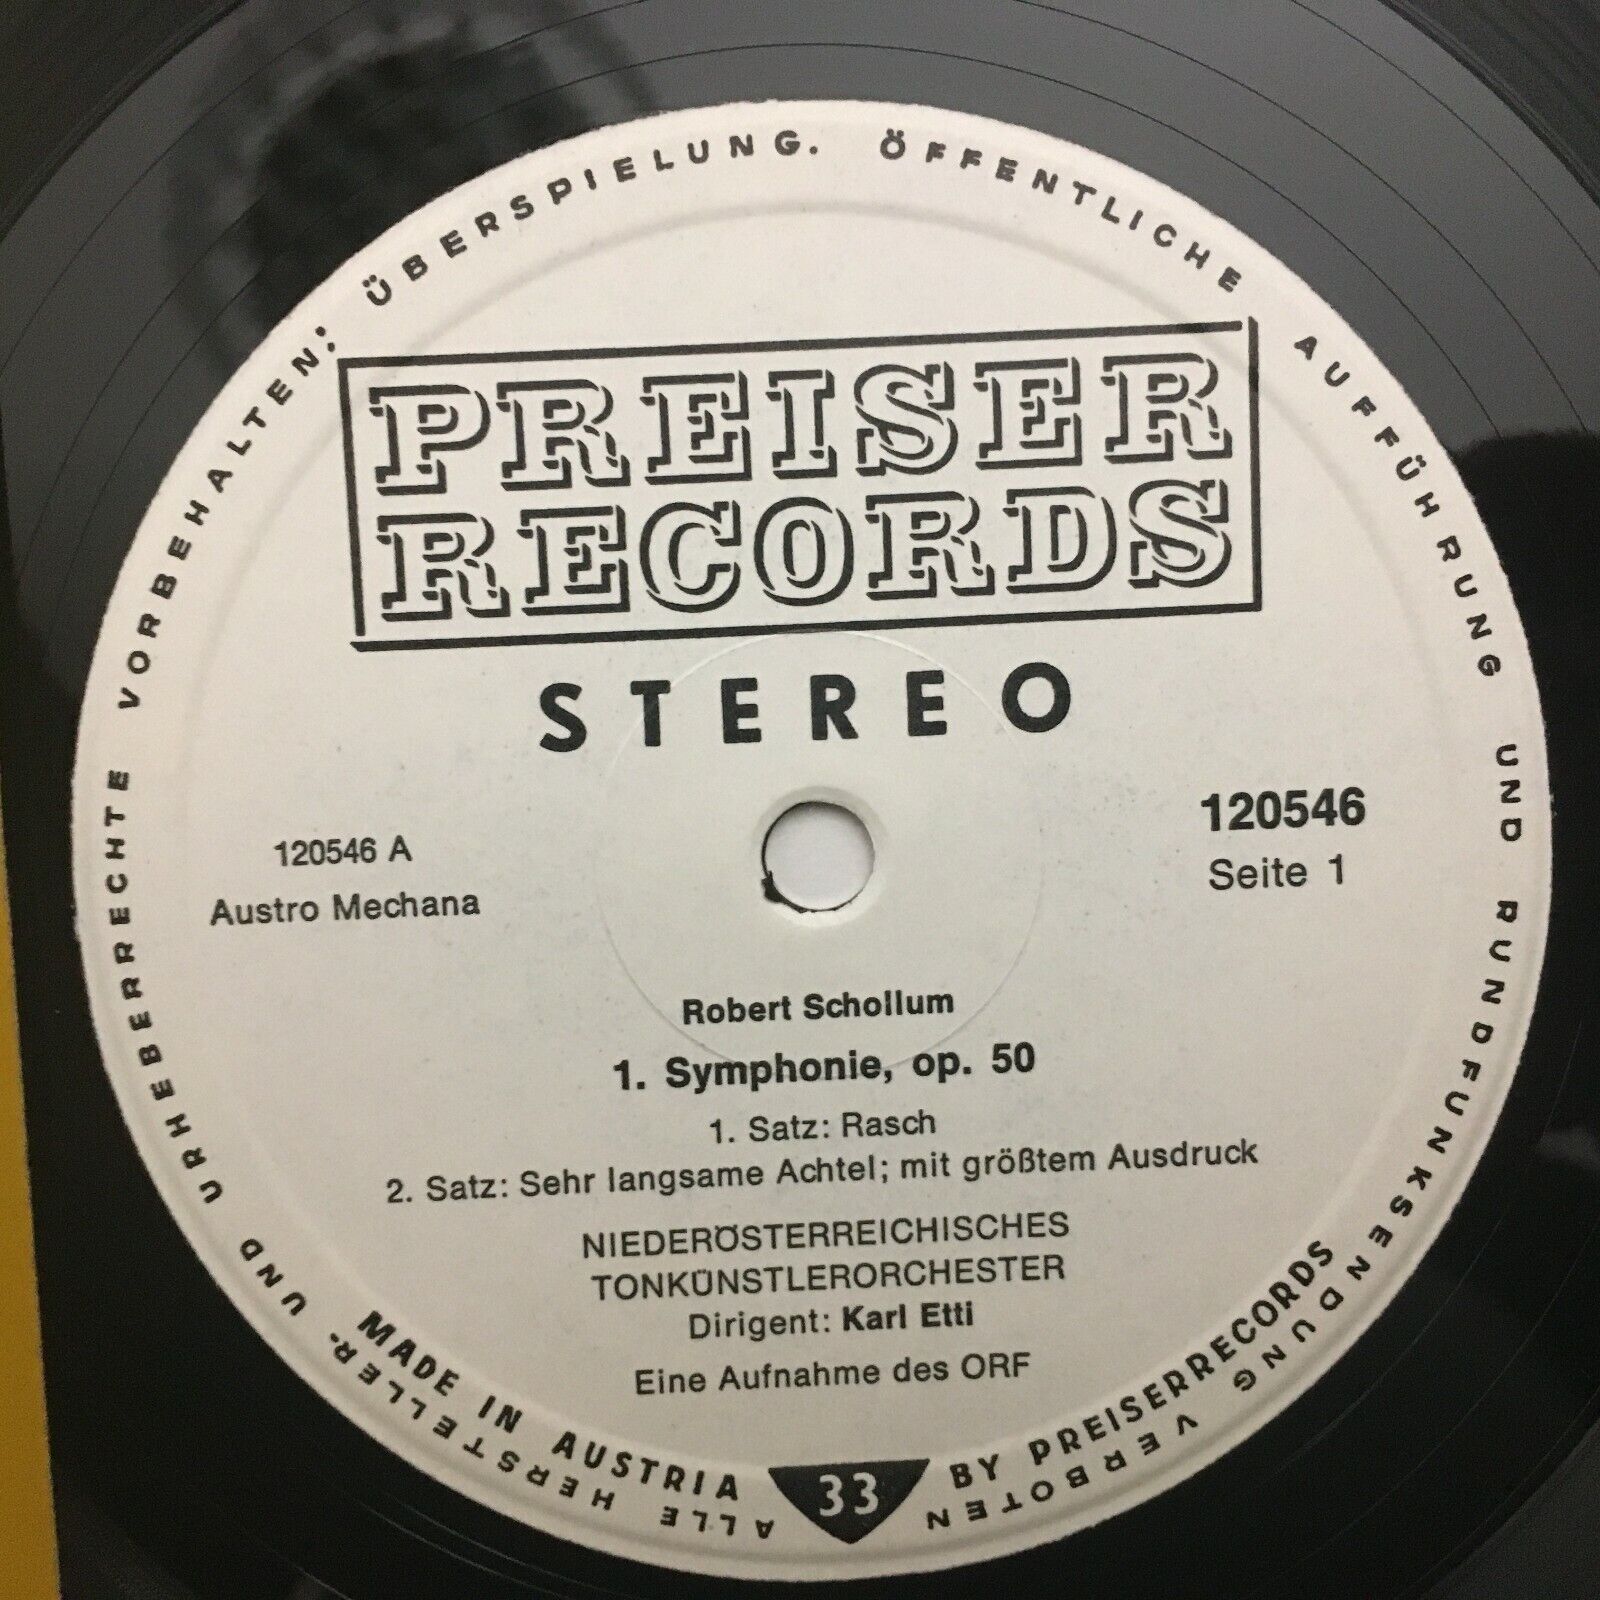 ALLE HERSTELLER- UND URHEBERRECHTE VORBEHALTEN: ÜBERSPIELUNG. ÖFFENTLICHE AUFFÜHRUNG UND RUNDFUNKSENDUNG VERBOTEN
PREISER
RECORDS
STEREO
120546 A
Austro Mechana
120546
Seite 1
Robert Schollum
1. Symphonie, op. 50
1. Satz: Rasch
2. Satz: Sehr langsame Achtel; mit größtem Ausdruck
NIEDERÖSTERREICHISCHES
TONKÜNSTLERORCHESTER
Dirigent: Karl Etti
Eine Aufnahme des ORF
MADE IN AUSTRIA 33 BY PREISERRECORDS